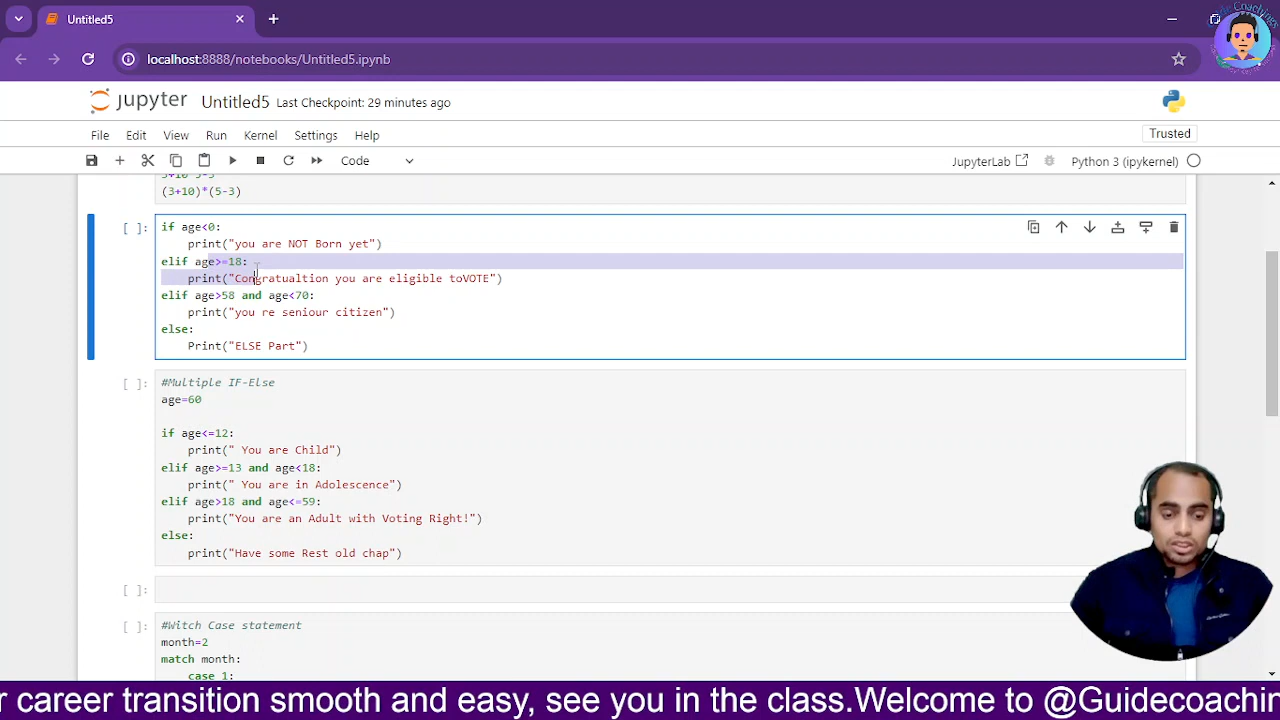 Untitled5
localhost:8888/notebooks/Untitled5.ipynb
jupyter Untitled5 Last Checkpoint: 29 minutes ago
File Edit View Run Kernel Settings Help
Trusted
Code
JupyterLab
Python 3 (ipykernel)
(3+10)*(5-3)
[ ]:
if age<0:
print("you are NOT Born yet")
elif age>=18:
print("Congratualtion you are eligible toVOTE")
elif age>58 and age<70:
print("you re seniour citizen")
else:
Print("ELSE Part")
[ ]:
#Multiple IF-Else
age=60
if age<=12:
print(" You are Child")
elif age>=13 and age<18:
print(" You are in Adolescence")
elif age>18 and age<=59:
print("You are an Adult with Voting Right!")
else:
print("Have some Rest old chap")
[ ]:
[ ]:
#Witch Case statement
month=2
match month:
case 1:
r career transition smooth and easy, see you in the class.Welcome to @Guidecoachin